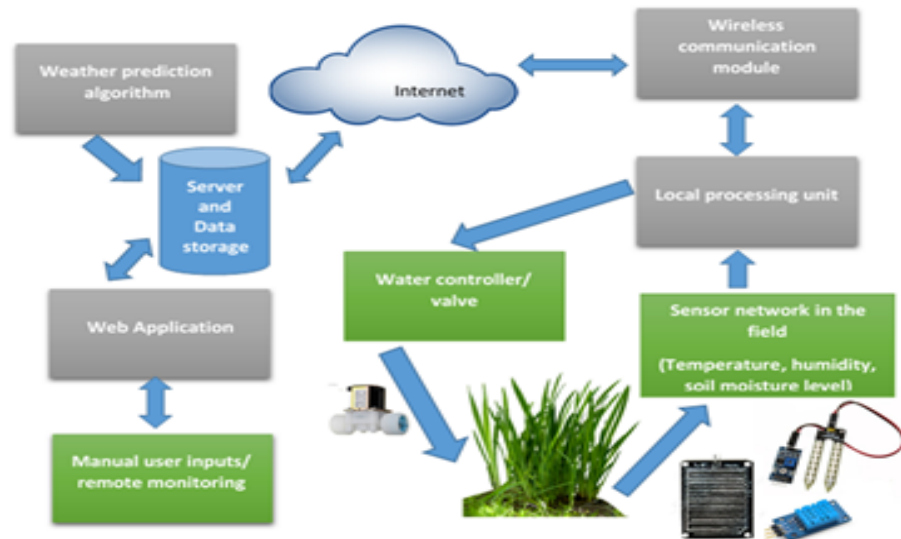 Weather prediction
algorithm
Internet
Wireless
communication
module
Server
and
Data
storage
Local processing unit
Water controller/
valve
Web Application
Sensor network in the
field
(Temperature, humidity,
soil moisture level)
Manual user inputs/
remote monitoring